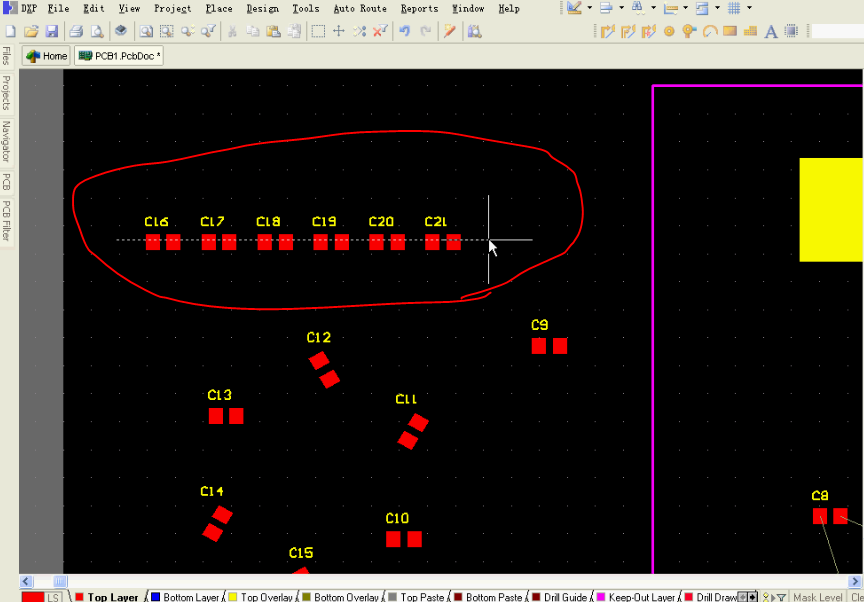 DXP File Edit View Project Place Design Tools Auto Route Reports Window Help
Home PCB1.PcbDoc *
Files
Projects
Navigator
PCB
PCB Filter
C16 C17 C18 C19 C20 C21
C9
C12
C13
C11
C14
C8
C10
C15
LS Top Layer Bottom Layer Top Overlay Bottom Overlay Top Paste Bottom Paste Drill Guide Keep-Out Layer Drill Draw Mask Level Cle